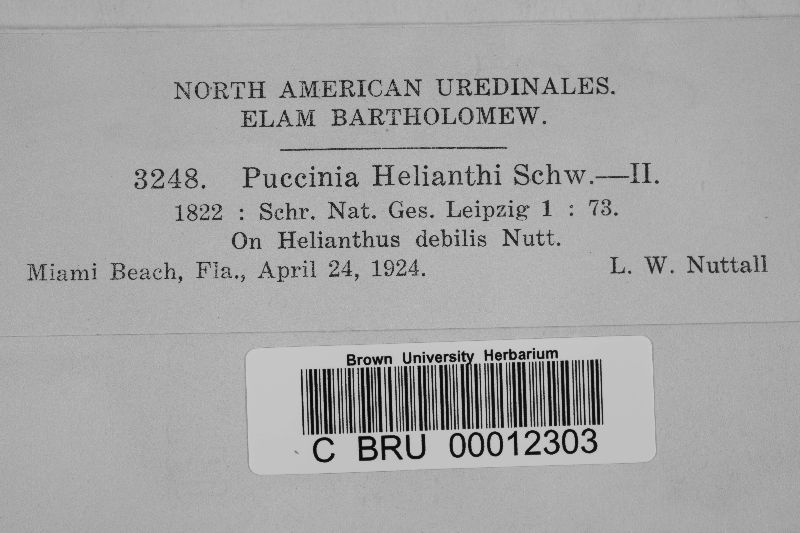 NORTH AMERICAN UREDINALES.
ELAM BARTHOLOMEW.
3248. Puccinia Helianthi Schw.—II.
1822 : Schr. Nat. Ges. Leipzig 1 : 73.
On Helianthus debilis Nutt.
Miami Beach, Fla., April 24, 1924. L. W. Nuttall
Brown University Herbarium
C BRU 00012303